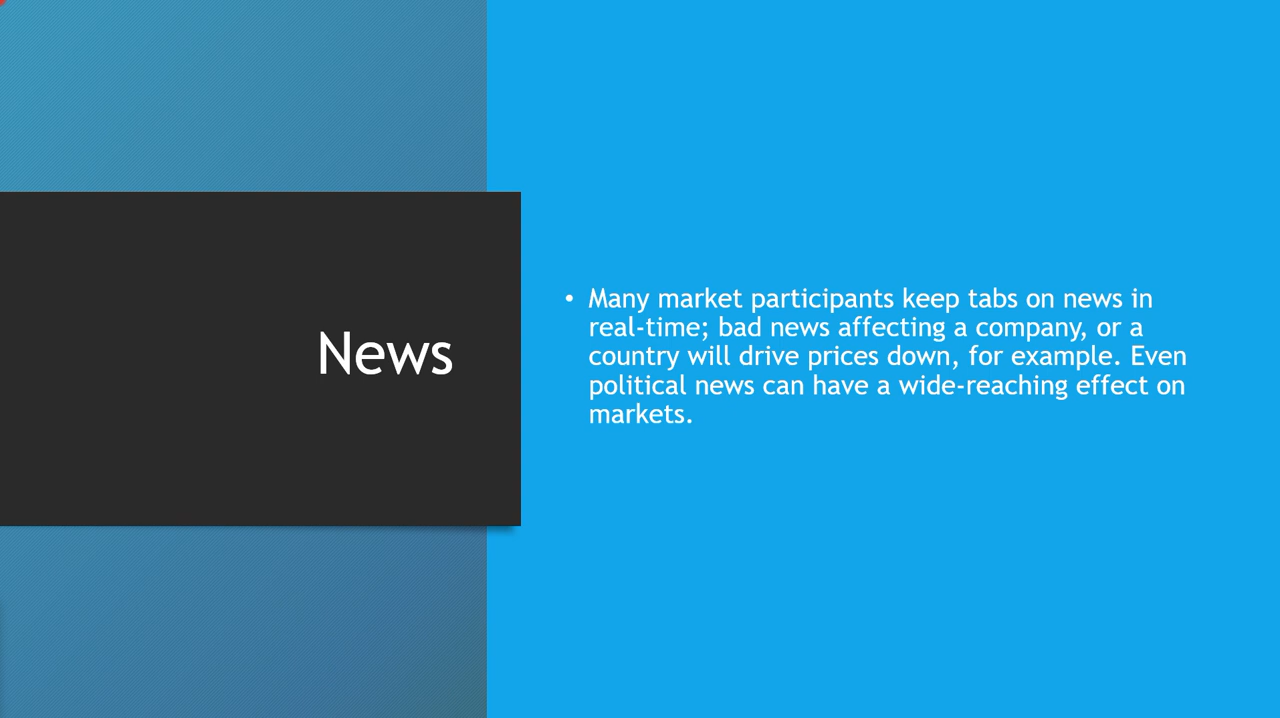 News
• Many market participants keep tabs on news in
real-time; bad news affecting a company, or a
country will drive prices down, for example. Even
political news can have a wide-reaching effect on
markets.